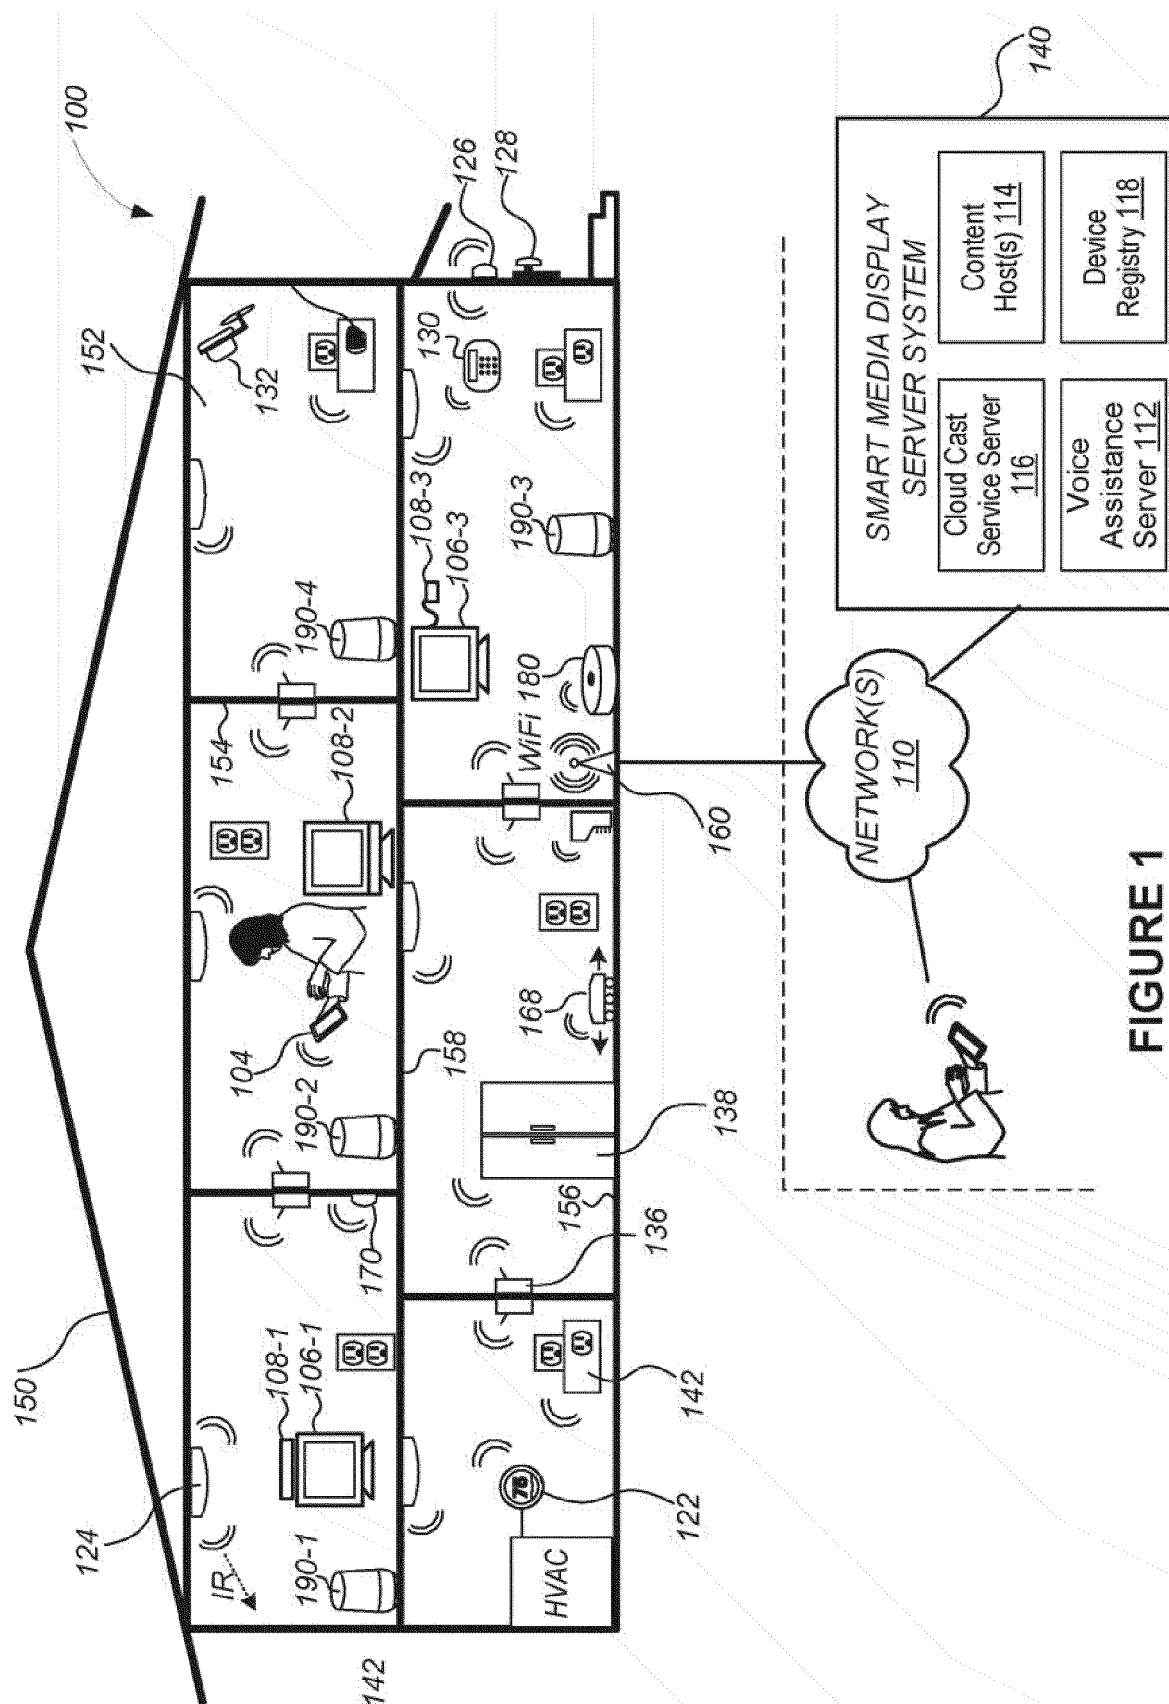 100
150
152
124
IR
190-1
108-1
106-1
170
190-2
104
154
108-2
190-4
132
142
HVAC
75
122
142
136
156
158
138
168
160
WiFi
180
106-3
108-3
190-3
130
126
128
NETWORK(S)
110
140
SMART MEDIA DISPLAY
SERVER SYSTEM
Cloud Cast
Service Server
116
Content
Host(s) 114
Voice
Assistance
Server 112
Device
Registry 118
FIGURE 1